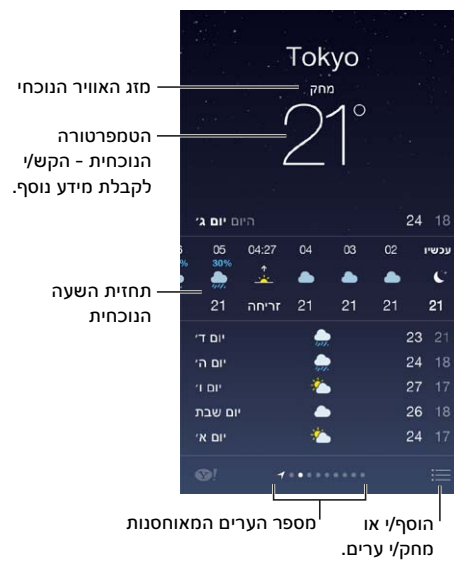 Tokyo
מחק
21°
מזג האוויר הנוכחי
הטמפרטורה
הנוכחית – הקש/י
לקבלת מידע נוסף.
יום ג׳ היום 24 18
עכשיו 02 03 04 04:27 05
30% %
21 21 21 21 זריחה 21
תחזית השעה
הנוכחית
יום ד׳ 23 21
יום ה׳ 24 18
יום ו׳ 27 17
יום שבת 26 18
יום א׳ 24 17
Y!
מספר הערים המאוחסנות
הוסף/י או
מחק/י ערים.